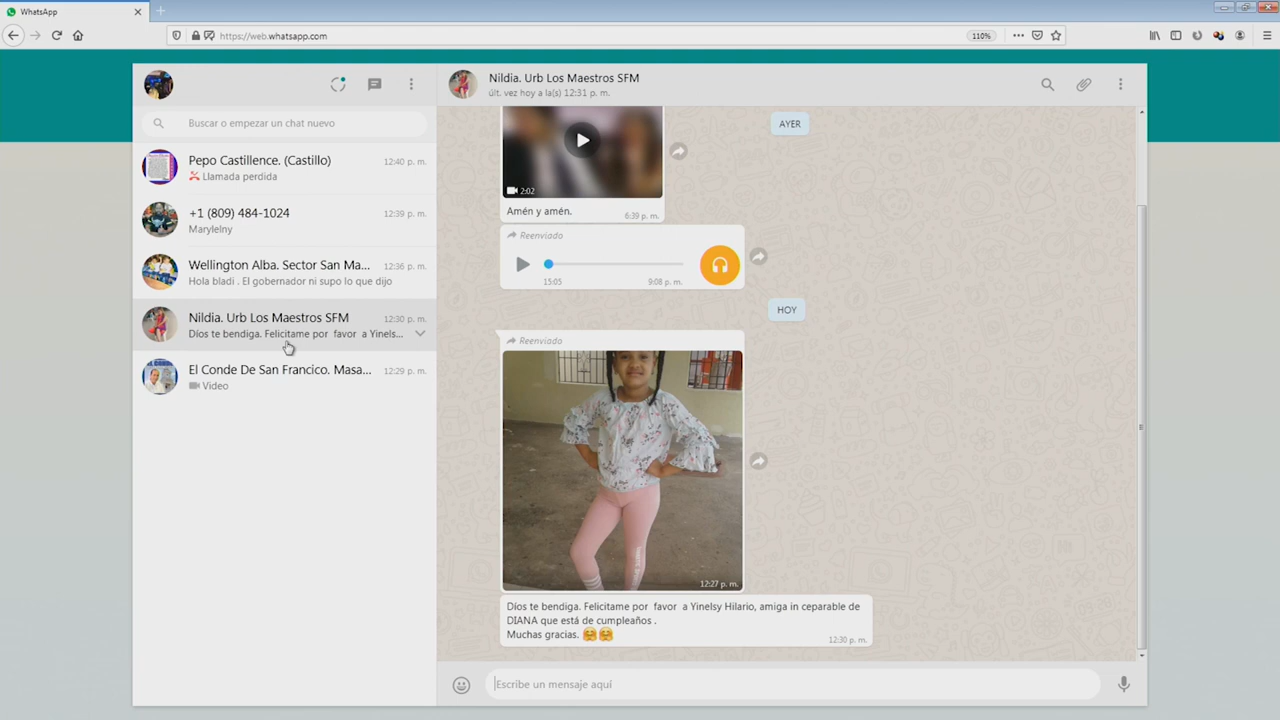 WhatsApp
https://web.whatsapp.com
110%
Buscar o empezar un chat nuevo
Pepo Castillence. (Castillo)
12:40 p. m.
Llamada perdida
+1 (809) 484-1024
12:39 p. m.
Marylelny
Wellington Alba. Sector San Ma...
12:36 p. m.
Hola bladi . El gobernador ni supo lo que dijo
Nildia. Urb Los Maestros SFM
12:30 p. m.
Díos te bendiga. Felicitame por favor a Yinels...
El Conde De San Francico. Masa...
12:29 p. m.
Video
Nildia. Urb Los Maestros SFM
últ. vez hoy a la(s) 12:31 p. m.
AYER
2:02
Amén y amén.
6:39 p. m.
Reenviado
15:05
9:08 p. m.
HOY
Reenviado
12:27 p. m.
Díos te bendiga. Felicitame por favor a Yinelsy Hilario, amiga in ceparable de
DIANA que está de cumpleaños .
Muchas gracias. 🤗🤗
12:30 p. m.
Escribe un mensaje aquí